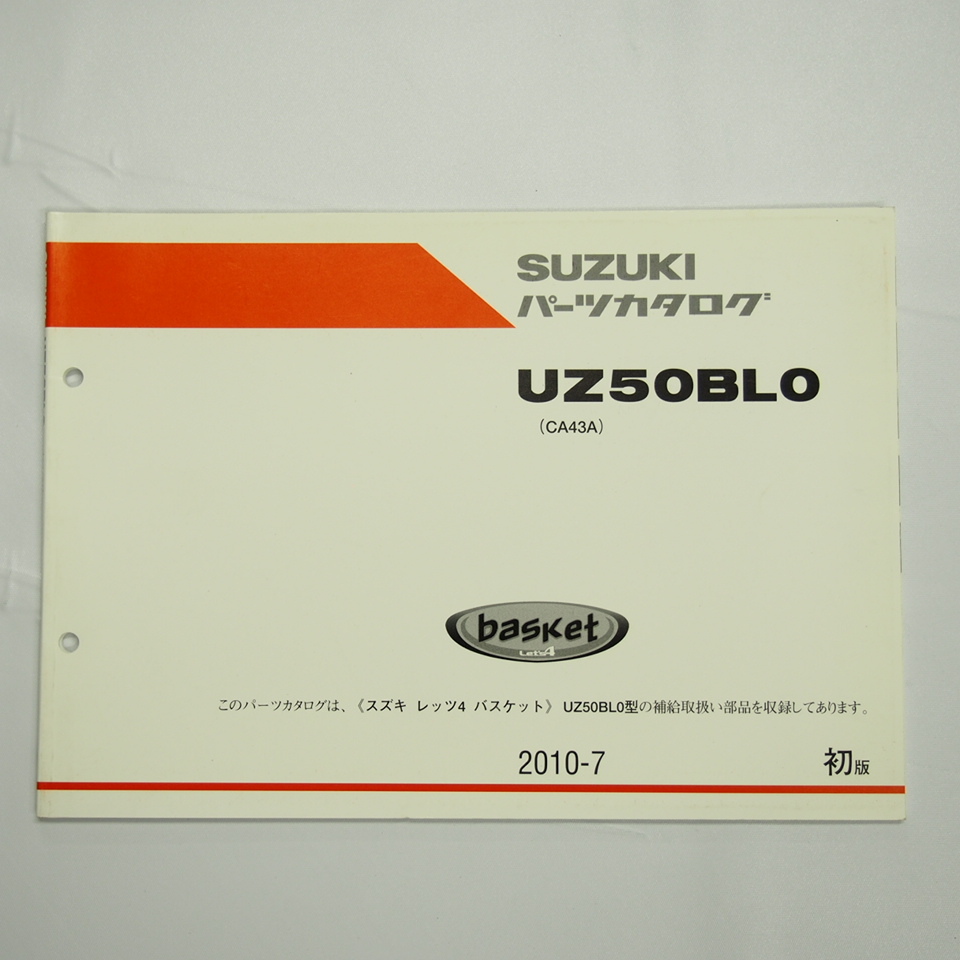 SUZUKI
パーツカタログ
UZ50BL0
（CA43A）
basket
Let's4
このパーツカタログは、《スズキ レッツ4 バスケット》 UZ50BL0型の補給取扱い部品を収録してあります。
2010-7 初版